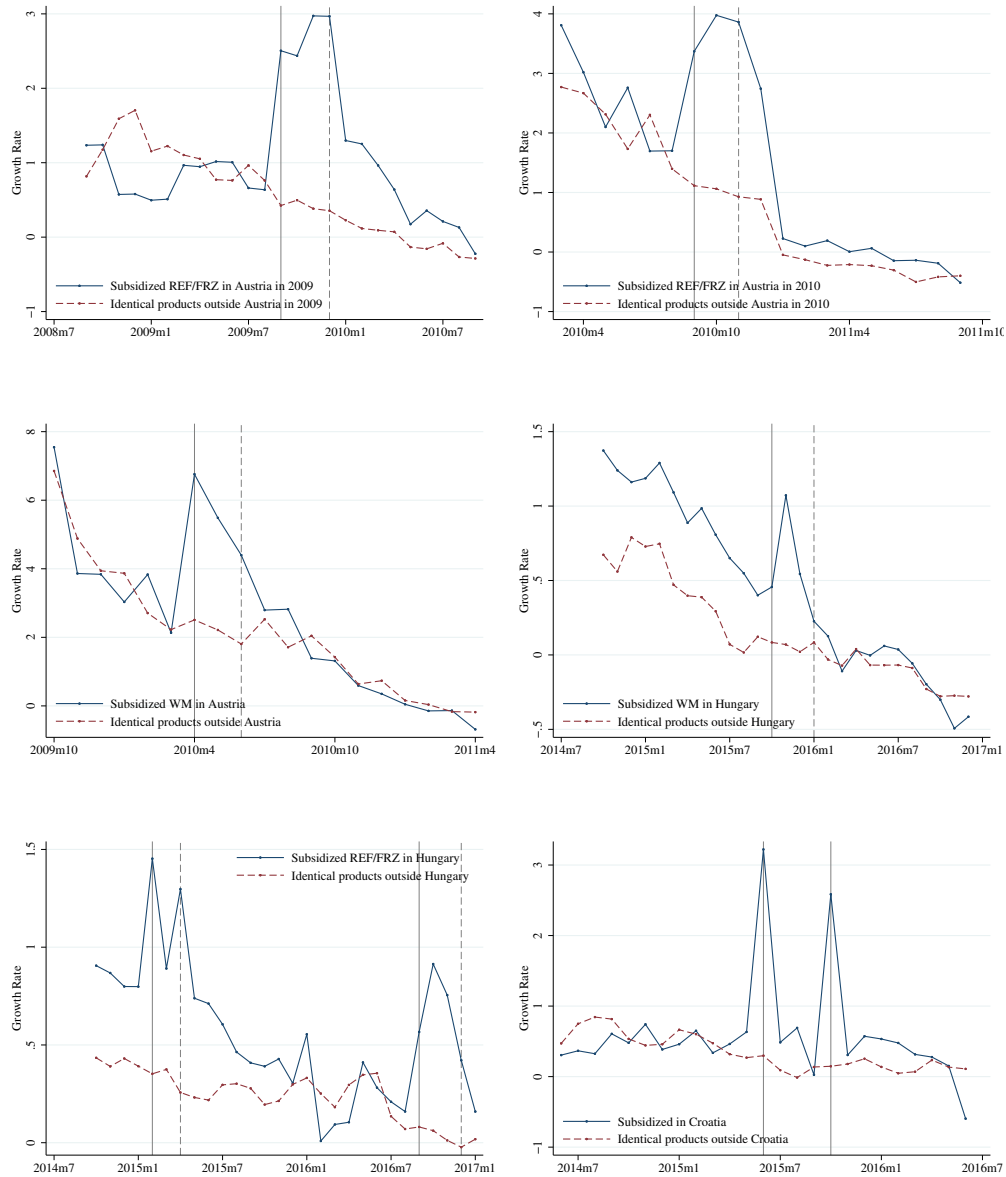 3
2
1
0
−1
Growth Rate
Subsidized REF/FRZ in Austria in 2009
Identical products outside Austria in 2009
2008m7 2009m1 2009m7 2010m1 2010m7
4
3
2
1
0
−1
Growth Rate
Subsidized REF/FRZ in Austria in 2010
Identical products outside Austria in 2010
2010m4 2010m10 2011m4 2011m10
8
6
4
2
0
Growth Rate
Subsidized WM in Austria
Identical products outside Austria
2009m10 2010m4 2010m10 2011m4
1.5
1
.5
0
−.5
Growth Rate
Subsidized WM in Hungary
Identical products outside Hungary
2014m7 2015m1 2015m7 2016m1 2016m7 2017m1
1.5
1
.5
0
Growth Rate
Subsidized REF/FRZ in Hungary
Identical products outside Hungary
2014m7 2015m1 2015m7 2016m1 2016m7 2017m1
3
2
1
0
−1
Growth Rate
Subsidized in Croatia
Identical products outside Croatia
2014m7 2015m1 2015m7 2016m1 2016m7